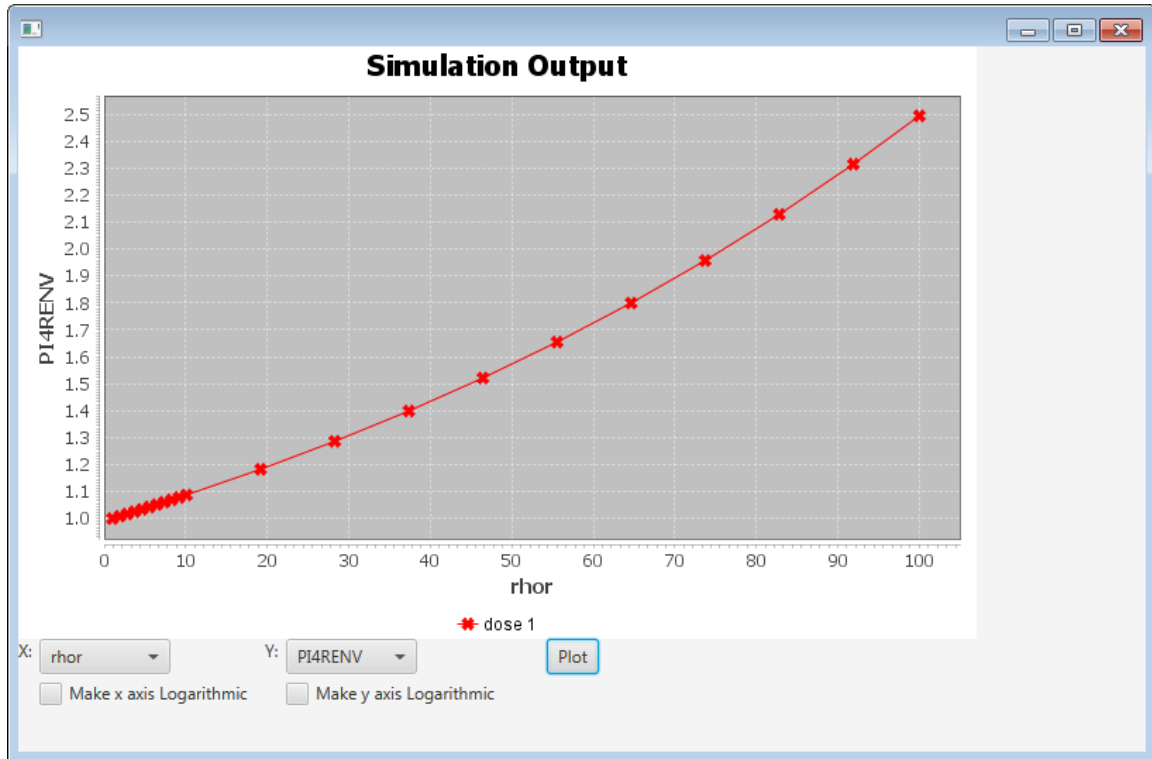 Simulation Output
PI4RENV
2.5
2.4
2.3
2.2
2.1
2.0
1.9
1.8
1.7
1.6
1.5
1.4
1.3
1.2
1.1
1.0
0 10 20 30 40 50 60 70 80 90 100
rhor
dose 1
X: rhor Y: PI4RENV Plot
Make x axis Logarithmic Make y axis Logarithmic